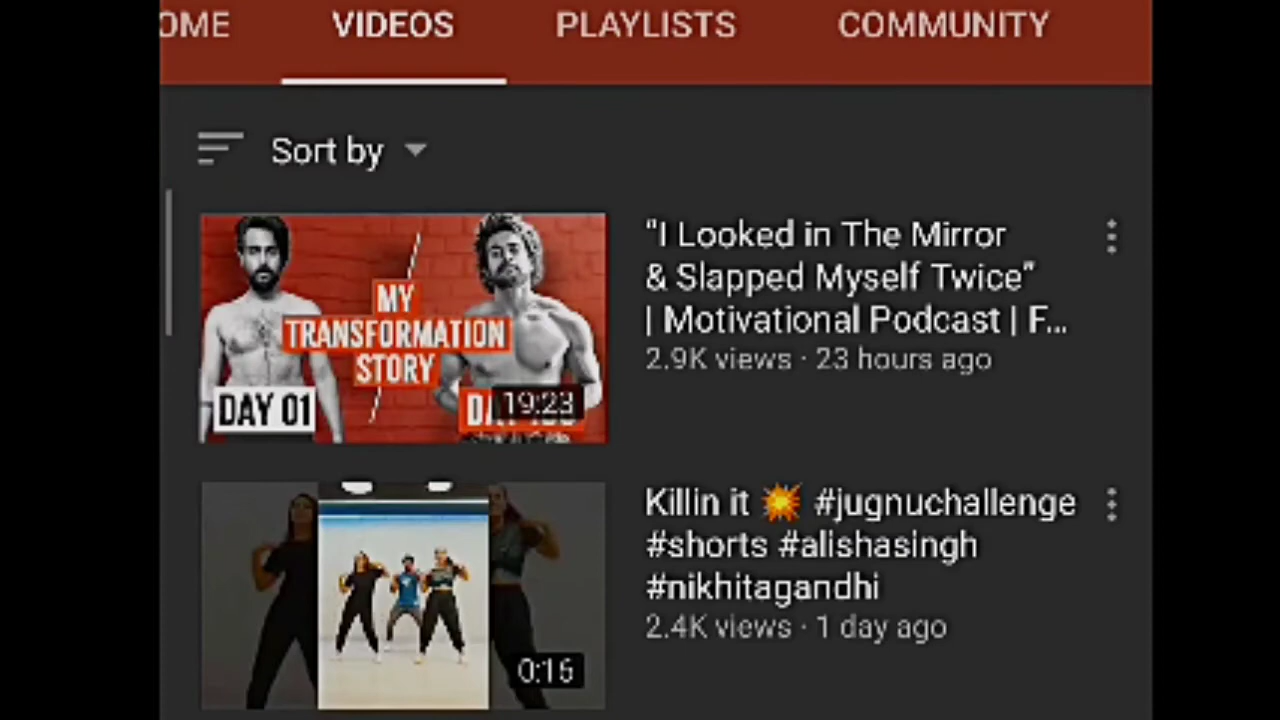 OME VIDEOS PLAYLISTS COMMUNITY
Sort by
MY
TRANSFORMATION
STORY
DAY 01
19:23
"I Looked in The Mirror
& Slapped Myself Twice"
| Motivational Podcast | F...
2.9K views · 23 hours ago
0:16
Killin it 💥 #jugnuchallenge
#shorts #alishasingh
#nikhitagandhi
2.4K views · 1 day ago